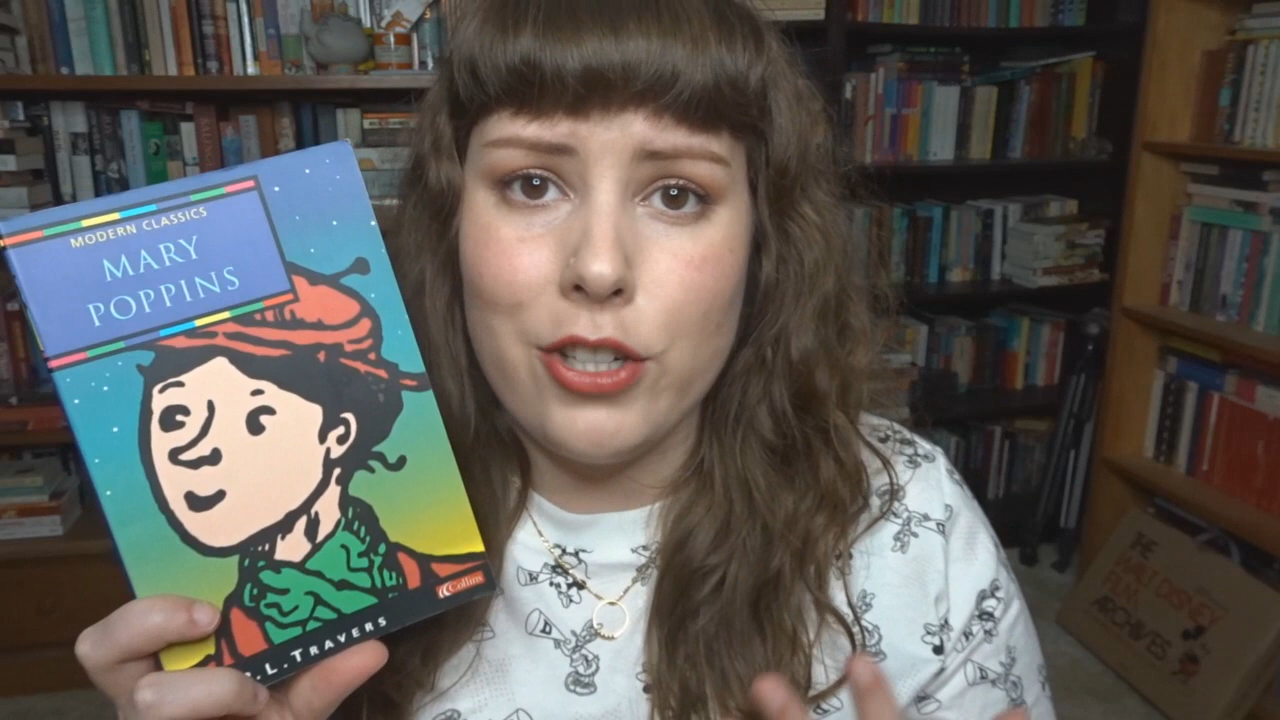 MODERN CLASSICS
MARY
POPPINS
Collins
P.L. TRAVERS
THE
WALT DISNEY
FILM
ARCHIVES